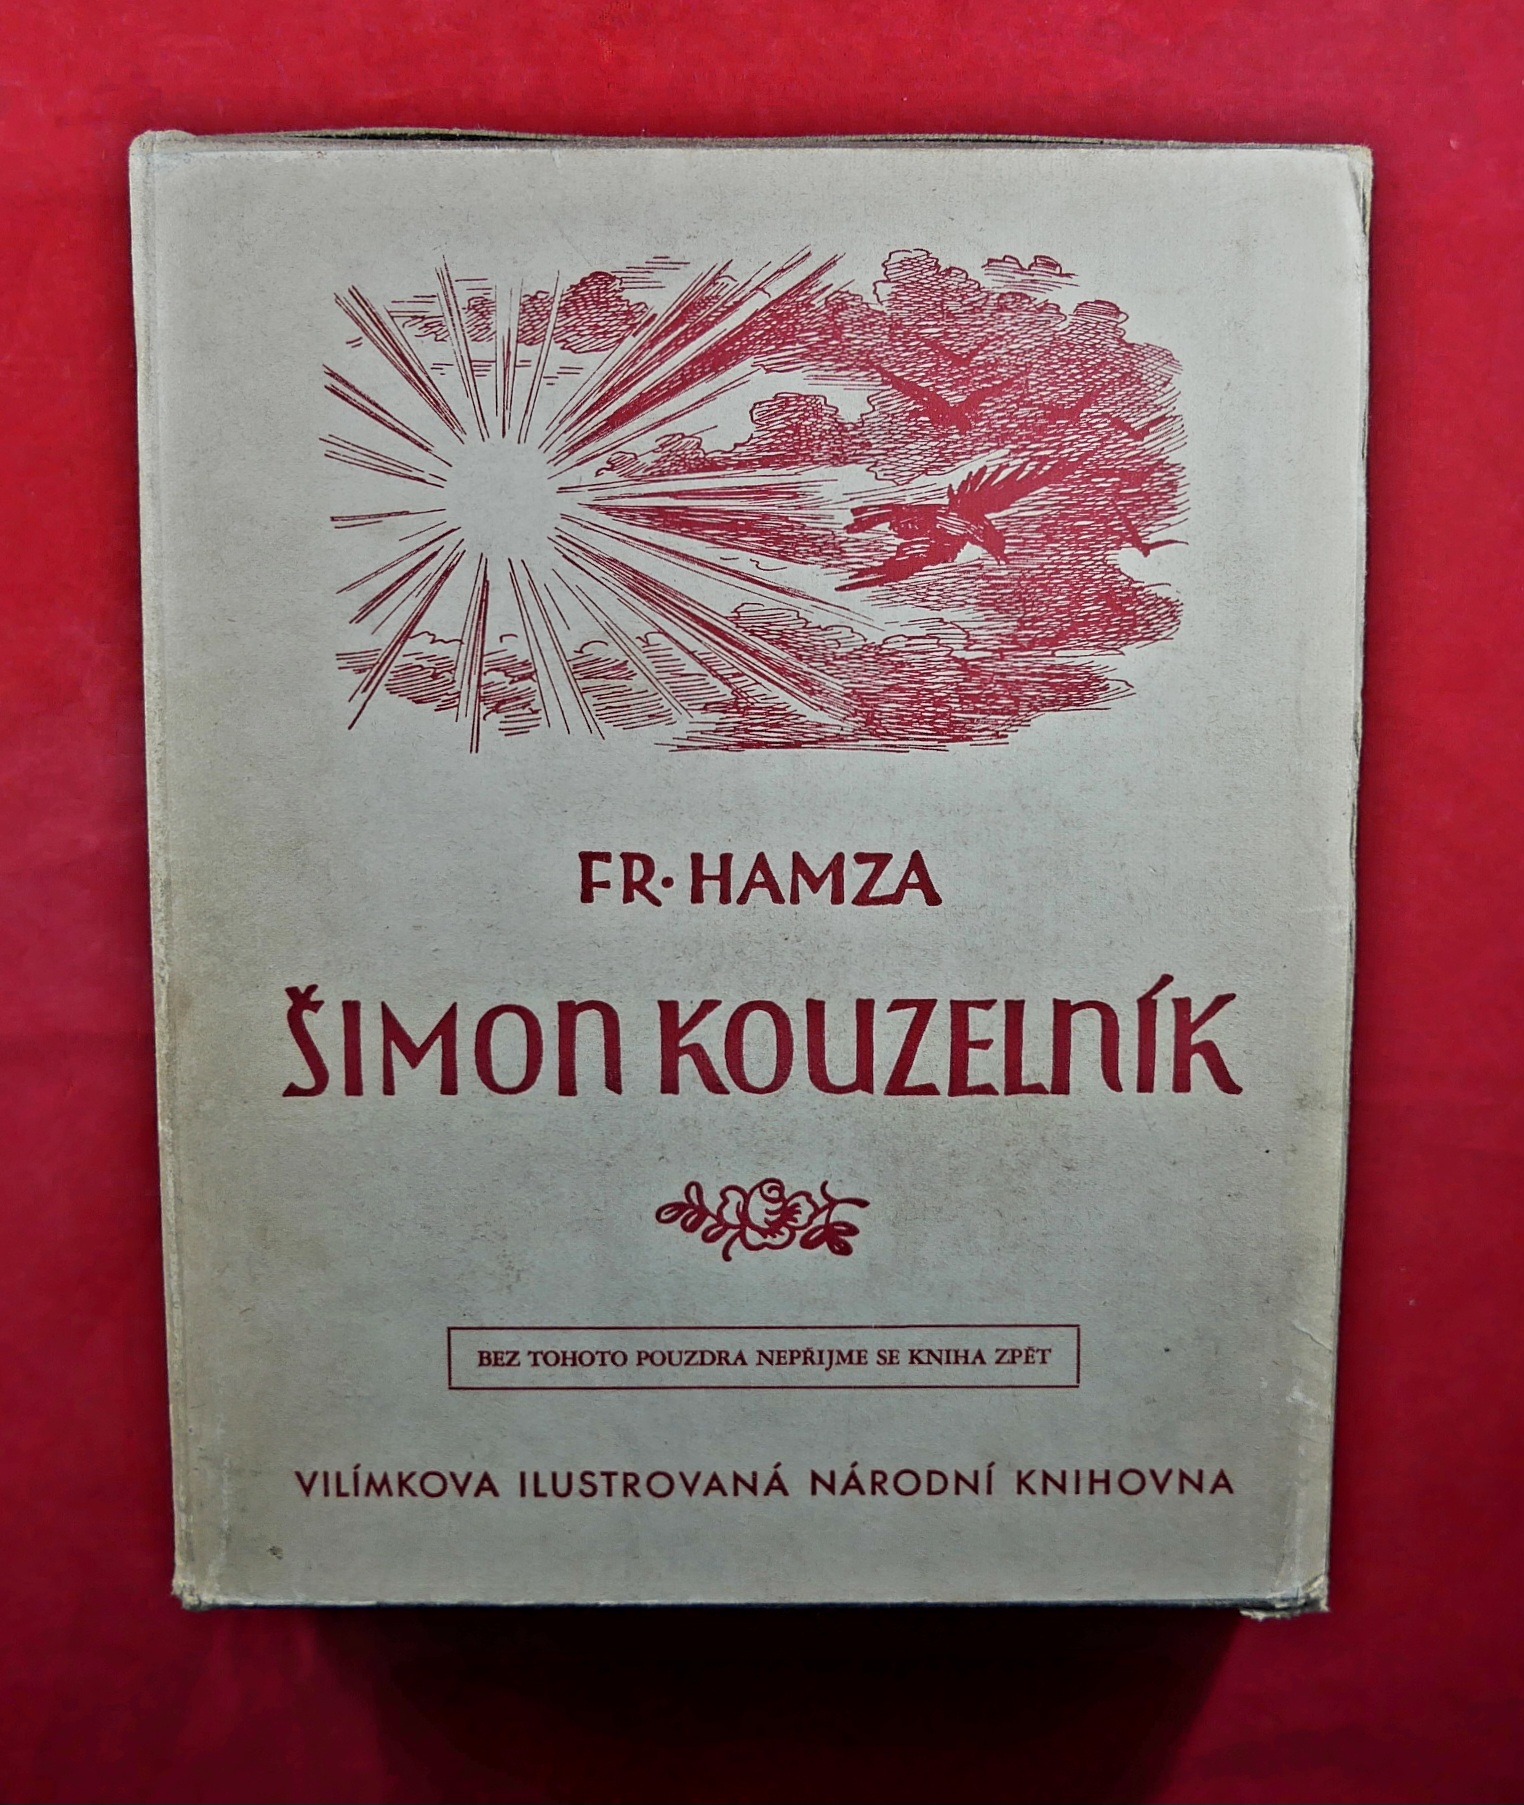 FR. HAMZA
ŠIMON KOUZELNÍK
BEZ TOHOTO POUZDRA NEPŘIJME SE KNIHA ZPĚT
VILÍMKOVA ILUSTROVANÁ NÁRODNÍ KNIHOVNA